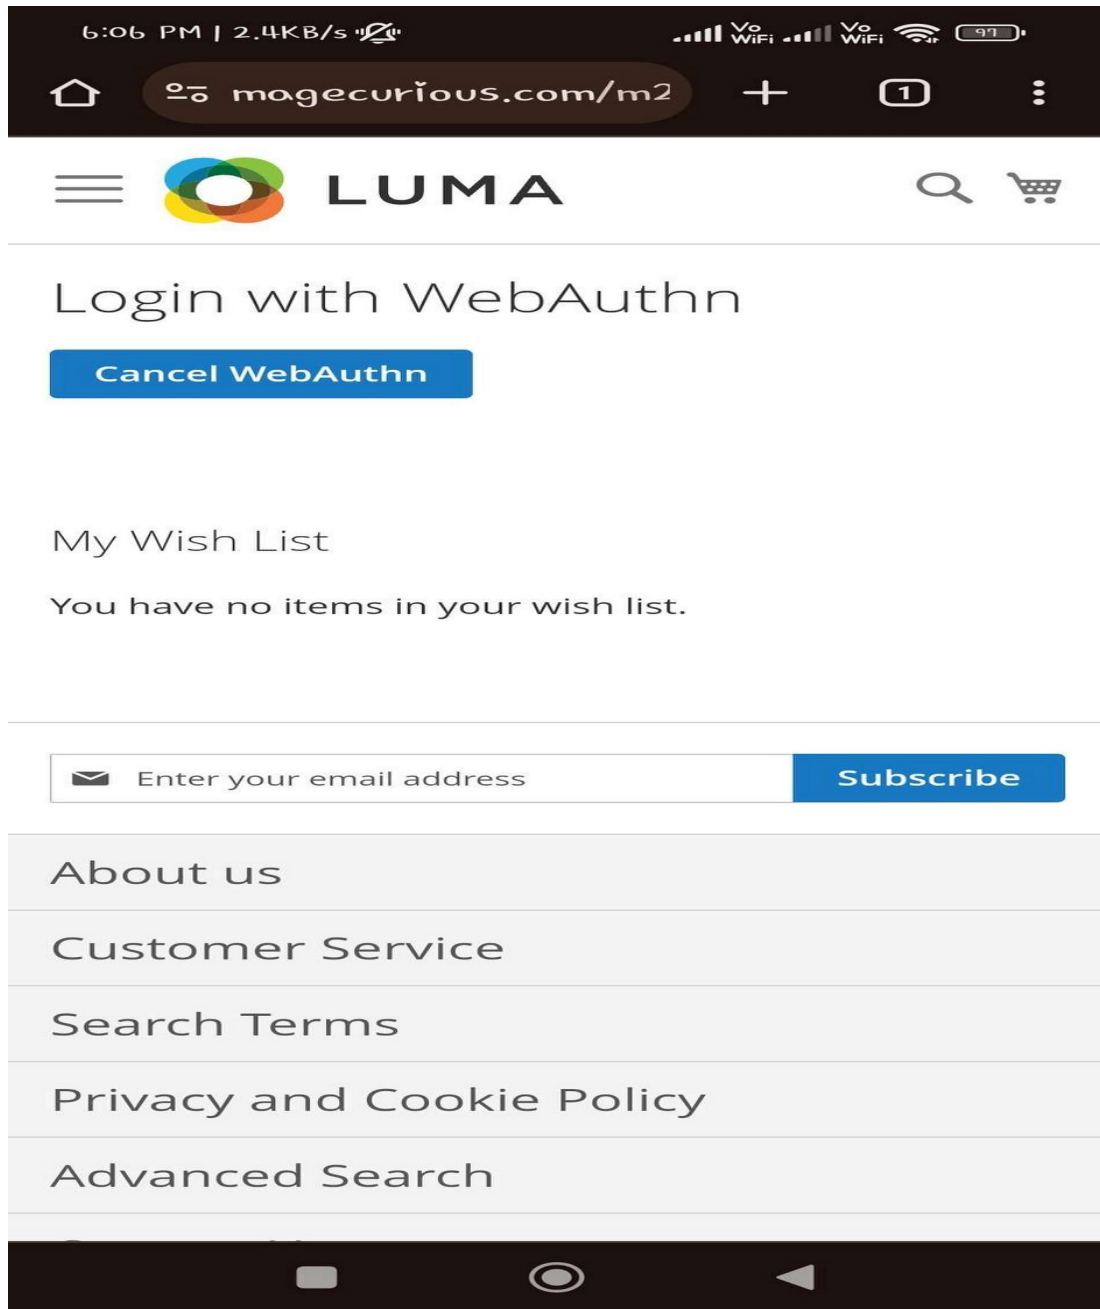 6:06 PM | 2.4KB/s
Vo WiFi Vo WiFi 97
magecurious.com/m2
1
LUMA
Login with WebAuthn
Cancel WebAuthn
My Wish List
You have no items in your wish list.
Enter your email address
Subscribe
About us
Customer Service
Search Terms
Privacy and Cookie Policy
Advanced Search